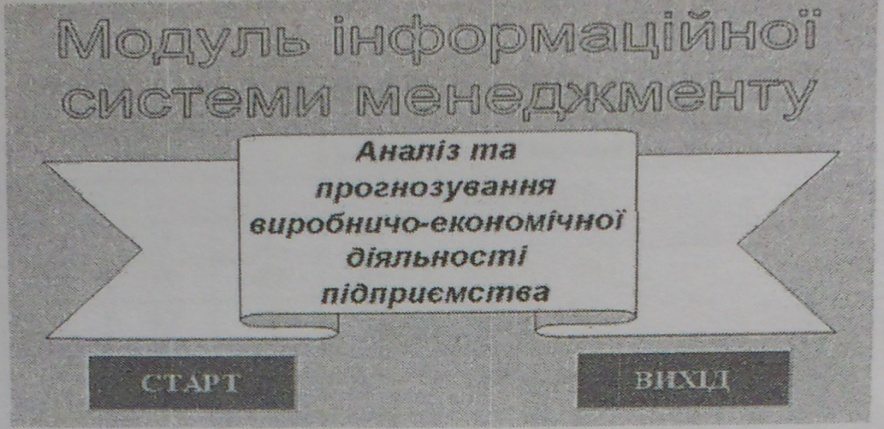 Модуль інформаційної
системи менеджменту
Аналіз та
прогнозування
виробничо-економічної
діяльності
підприємства
СТАРТ
ВИХІД